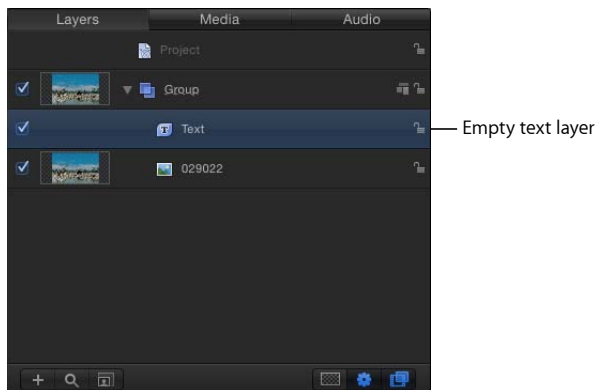 Layers Media Audio
Project
Group
Text
Empty text layer
029022